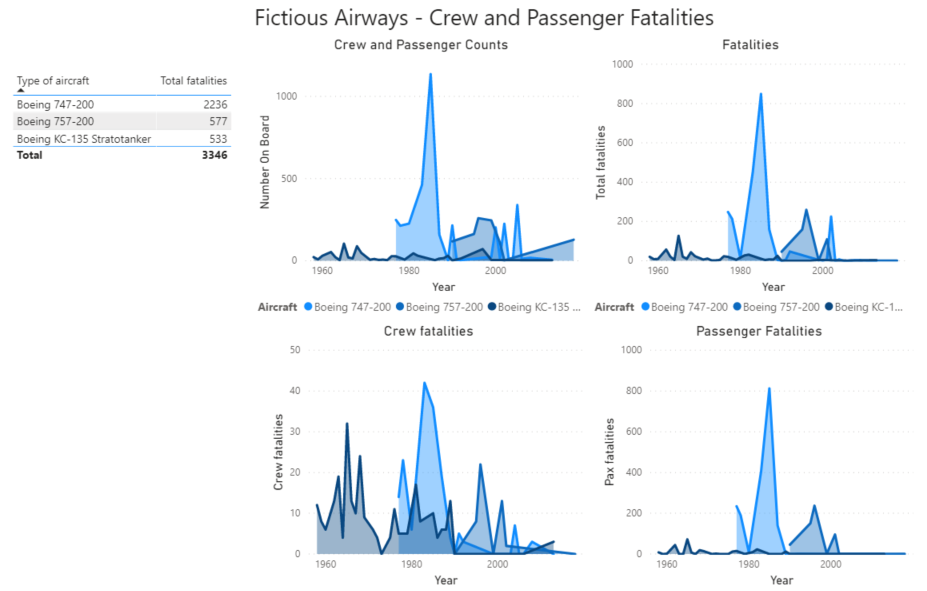 Fictious Airways - Crew and Passenger Fatalities
Type of aircraft Total fatalities
Boeing 747-200 2236
Boeing 757-200 577
Boeing KC-135 Stratotanker 533
Total 3346
Crew and Passenger Counts
Number On Board
1000
500
0
1960 1980 2000
Year
Aircraft Boeing 747-200 Boeing 757-200 Boeing KC-135 ...
Fatalities
Total fatalities
1000
800
600
400
200
0
1960 1980 2000
Year
Aircraft Boeing 747-200 Boeing 757-200 Boeing KC-1...
Crew fatalities
Crew fatalities
50
40
30
20
10
0
1960 1980 2000
Year
Passenger Fatalities
Pax fatalities
1000
800
600
400
200
0
1960 1980 2000
Year